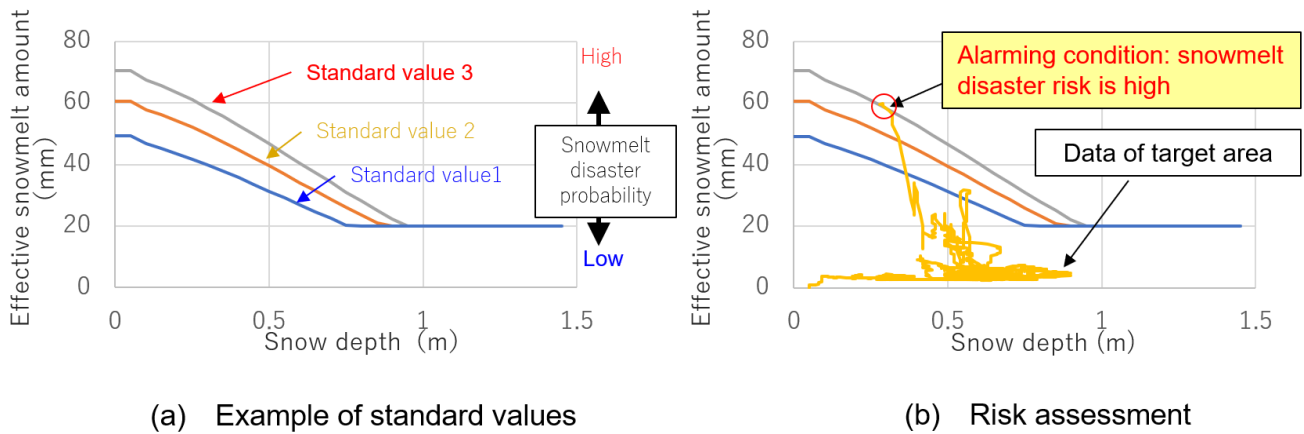 Effective snowmelt amount
(mm)
80
60
40
20
0
0
0.5
1
1.5
Snow depth (m)
Standard value 3
Standard value 2
Standard value1
High
Snowmelt
disaster
probability
Low
(a) Example of standard values
Effective snowmelt amount
(mm)
80
60
40
20
0
0
0.5
1
1.5
Snow depth (m)
Alarming condition: snowmelt
disaster risk is high
Data of target area
(b) Risk assessment